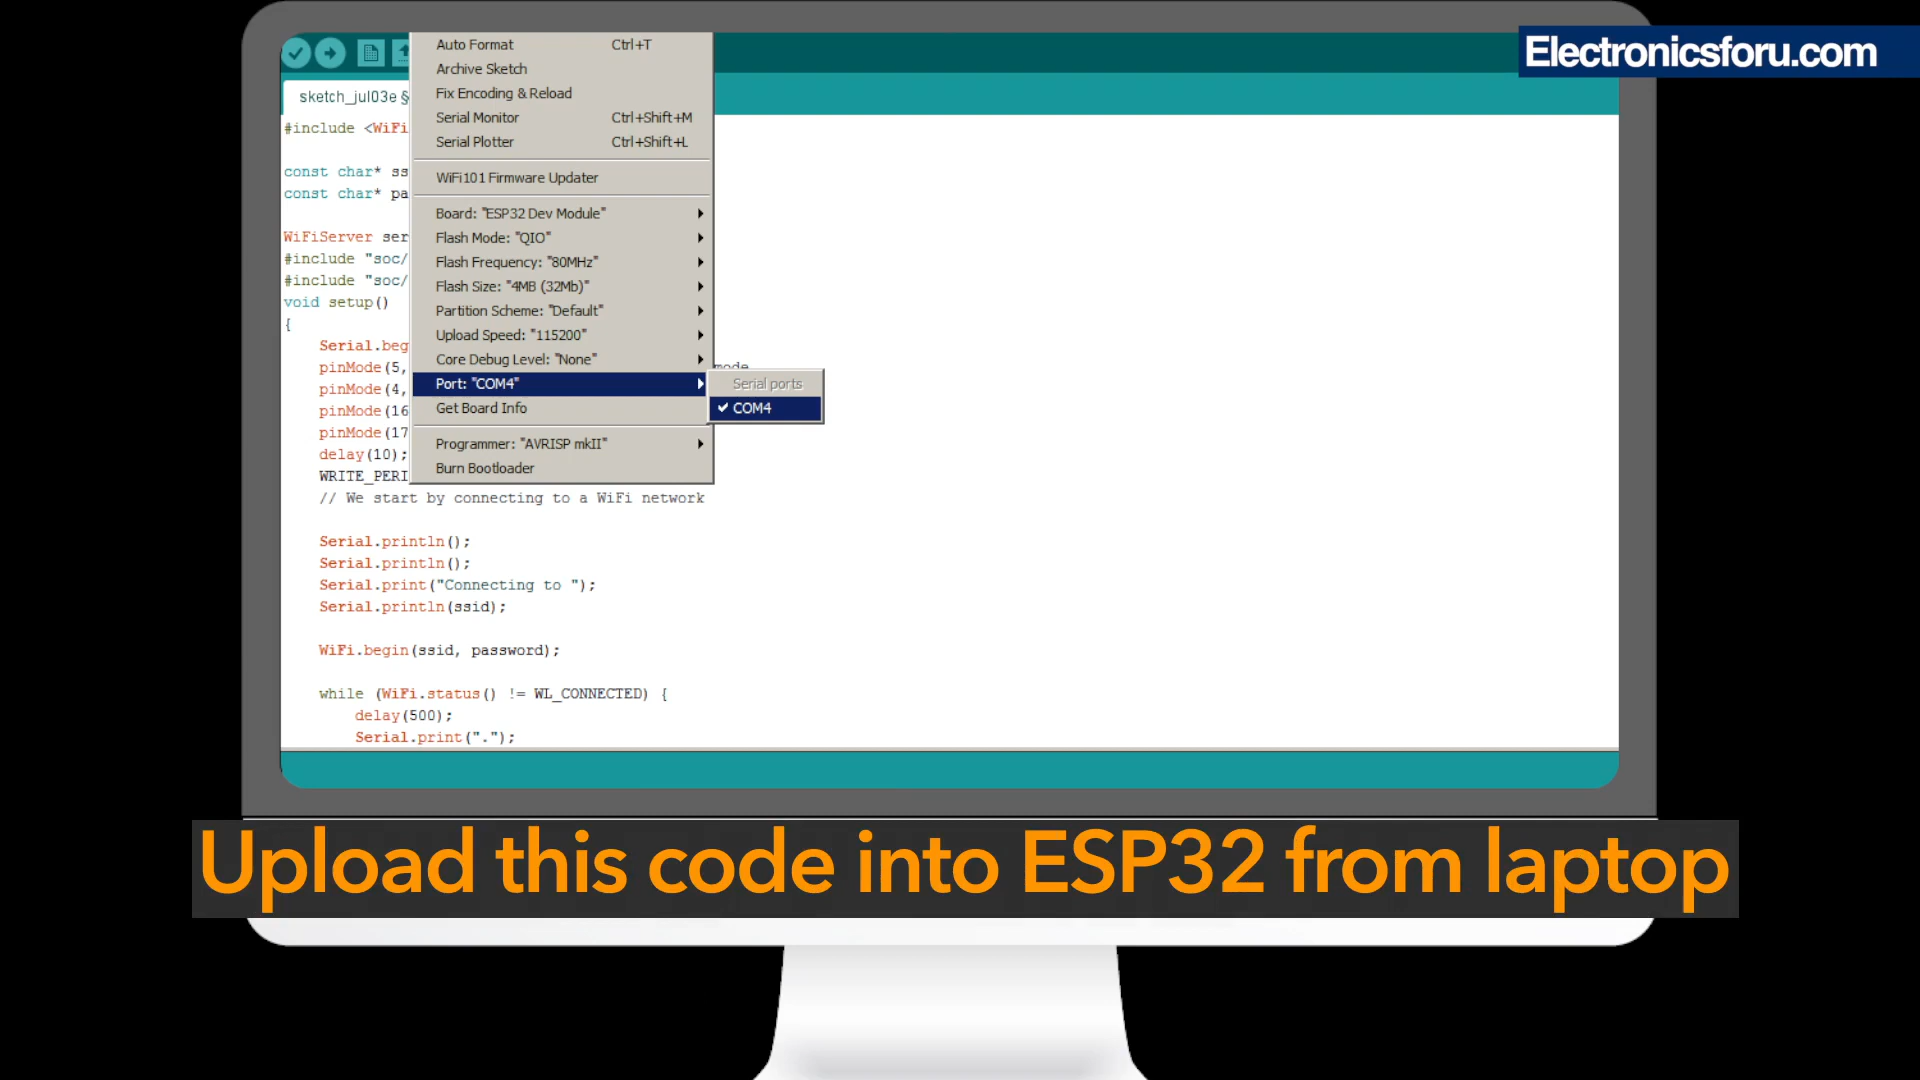 Electronicsforu.com
sketch_jul03e §
#include <WiFi
const char* ss
const char* pa
WiFiServer ser
#include "soc/
#include "soc/
void setup()
{
Serial.beg
pinMode(5,
mode
pinMode(4,
pinMode(16
pinMode(17
delay(10);
WRITE_PERI
// We start by connecting to a WiFi network
Serial.println();
Serial.println();
Serial.print("Connecting to ");
Serial.println(ssid);
WiFi.begin(ssid, password);
while (WiFi.status() != WL_CONNECTED) {
delay(500);
Serial.print(".");
Auto Format Ctrl+T
Archive Sketch
Fix Encoding & Reload
Serial Monitor Ctrl+Shift+M
Serial Plotter Ctrl+Shift+L
WiFi101 Firmware Updater
Board: "ESP32 Dev Module"
Flash Mode: "QIO"
Flash Frequency: "80MHz"
Flash Size: "4MB (32Mb)"
Partition Scheme: "Default"
Upload Speed: "115200"
Core Debug Level: "None"
Port: "COM4"
Get Board Info
Programmer: "AVRISP mkII"
Burn Bootloader
Serial ports
COM4
Upload this code into ESP32 from laptop